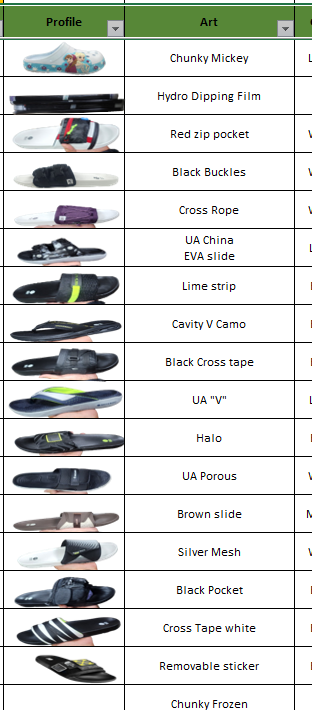 Profile
Art
Chunky Mickey
Hydro Dipping Film
Red zip pocket
Black Buckles
Cross Rope
UA China
EVA slide
Lime strip
Cavity V Camo
Black Cross tape
UA "V"
Halo
UA Porous
Brown slide
Silver Mesh
Black Pocket
Cross Tape white
Removable sticker
Chunky Frozen